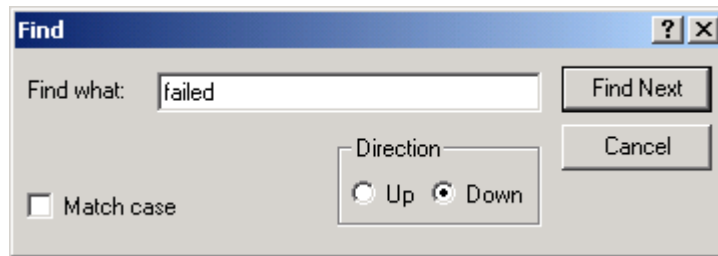 Find
Find what: failed
Find Next
Direction
Cancel
Up Down
Match case